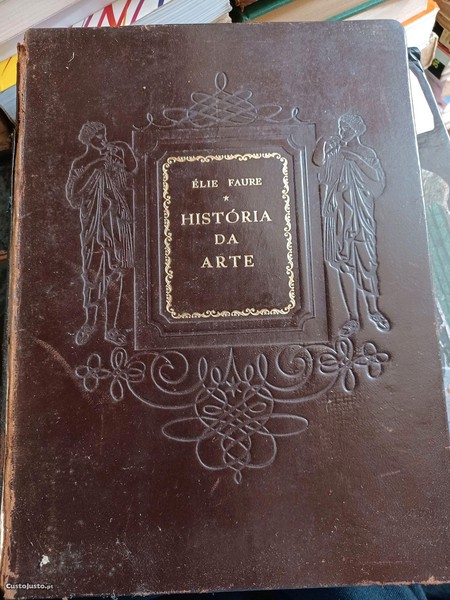 ÉLIE FAURE
*
HISTÓRIA
DA
ARTE
CustoJusto.pt